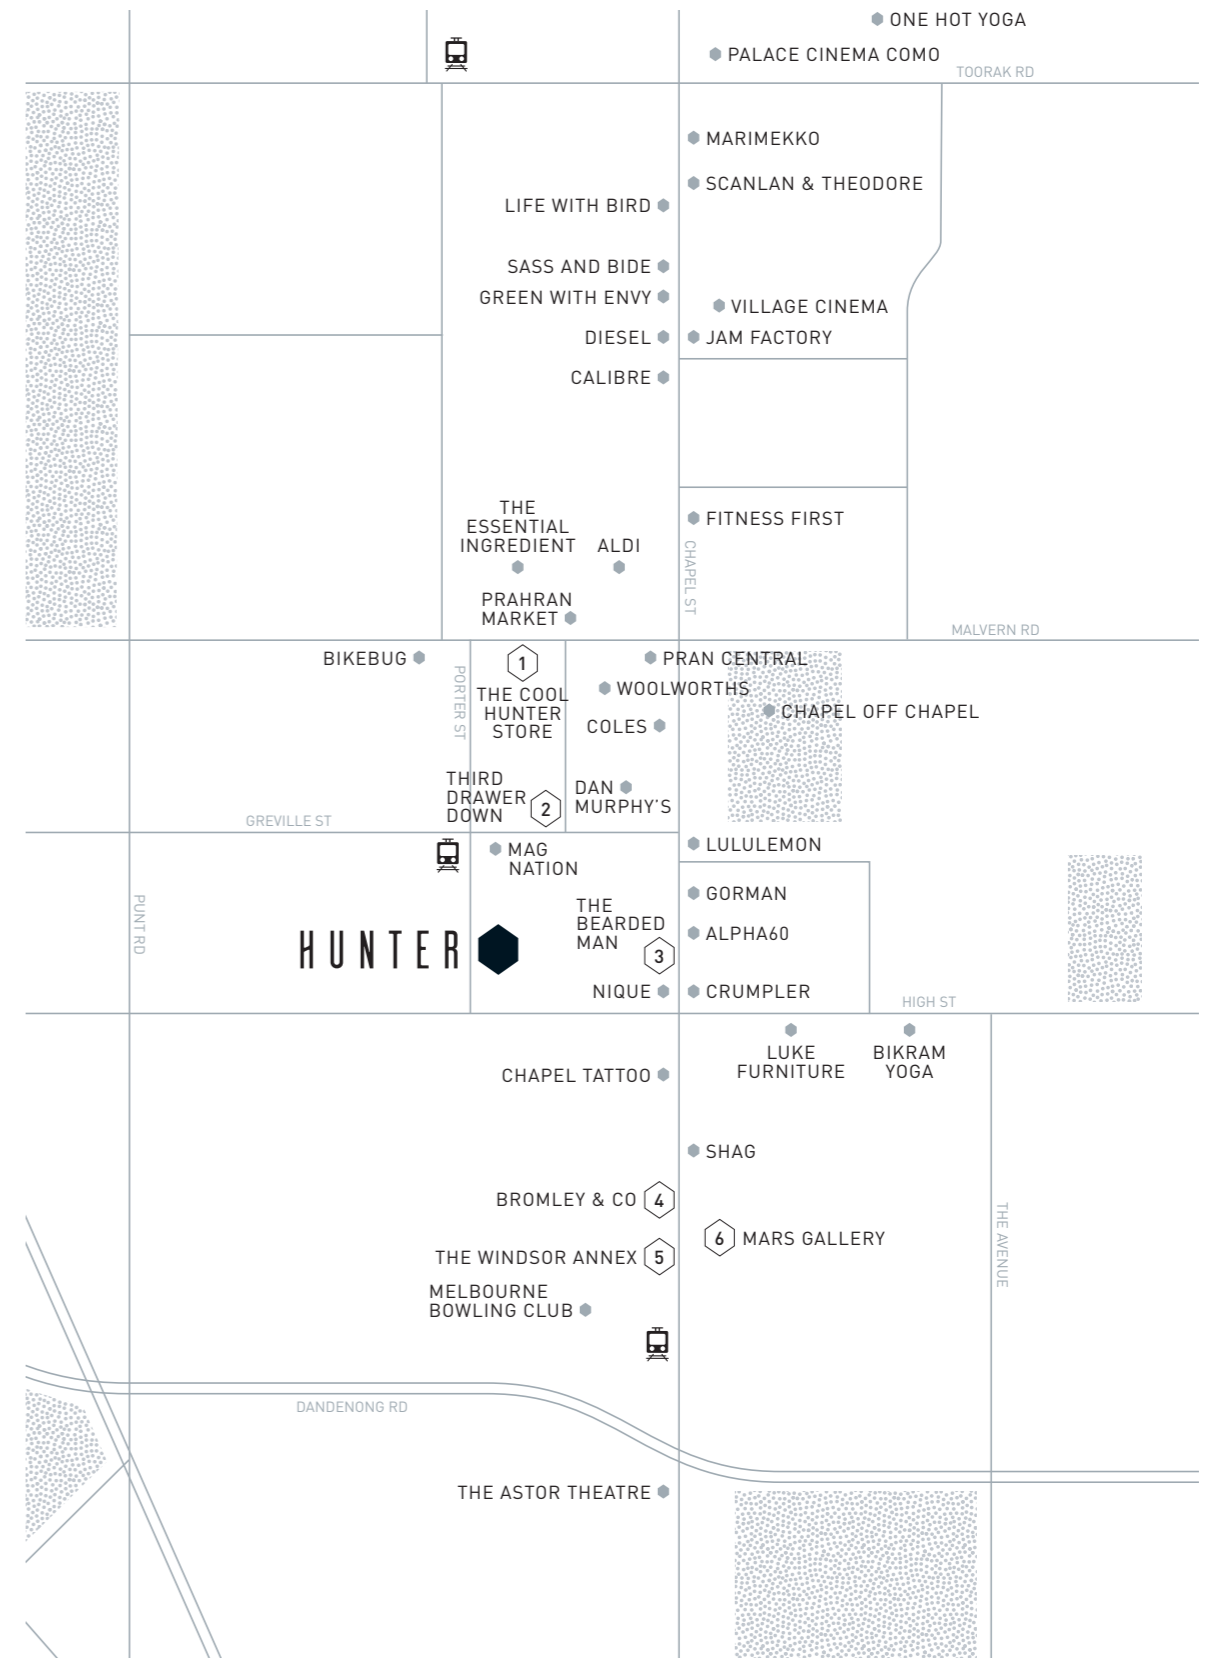 ONE HOT YOGA
PALACE CINEMA COMO
TOORAK RD
MARIMEKKO
SCANLAN & THEODORE
LIFE WITH BIRD
SASS AND BIDE
GREEN WITH ENVY
VILLAGE CINEMA
DIESEL
JAM FACTORY
CALIBRE
THE
ESSENTIAL
INGREDIENT
ALDI
FITNESS FIRST
CHAPEL ST
PRAHRAN
MARKET
MALVERN RD
BIKEBUG
PORTER ST
1
THE COOL
HUNTER
STORE
PRAN CENTRAL
WOOLWORTHS
COLES
CHAPEL OFF CHAPEL
THIRD
DRAWER
DOWN
2
DAN
MURPHY'S
GREVILLE ST
MAG
NATION
LULULEMON
PUNT RD
HUNTER
THE
BEARDED
MAN
3
GORMAN
ALPHA60
NIQUE
CRUMPLER
HIGH ST
LUKE
FURNITURE
BIKRAM
YOGA
CHAPEL TATTOO
SHAG
BROMLEY & CO
4
6
MARS GALLERY
THE AVENUE
THE WINDSOR ANNEX
5
MELBOURNE
BOWLING CLUB
DANDENONG RD
THE ASTOR THEATRE